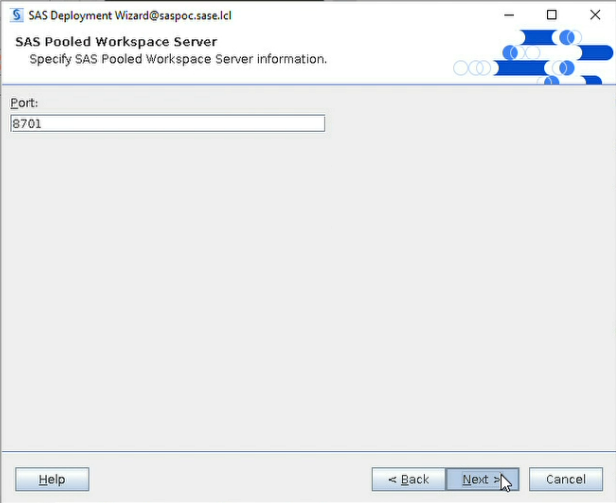 SAS Deployment Wizard@saspoc.sase.lcl
SAS Pooled Workspace Server
Specify SAS Pooled Workspace Server information.
Port:
8701
Help
< Back
Next >
Cancel